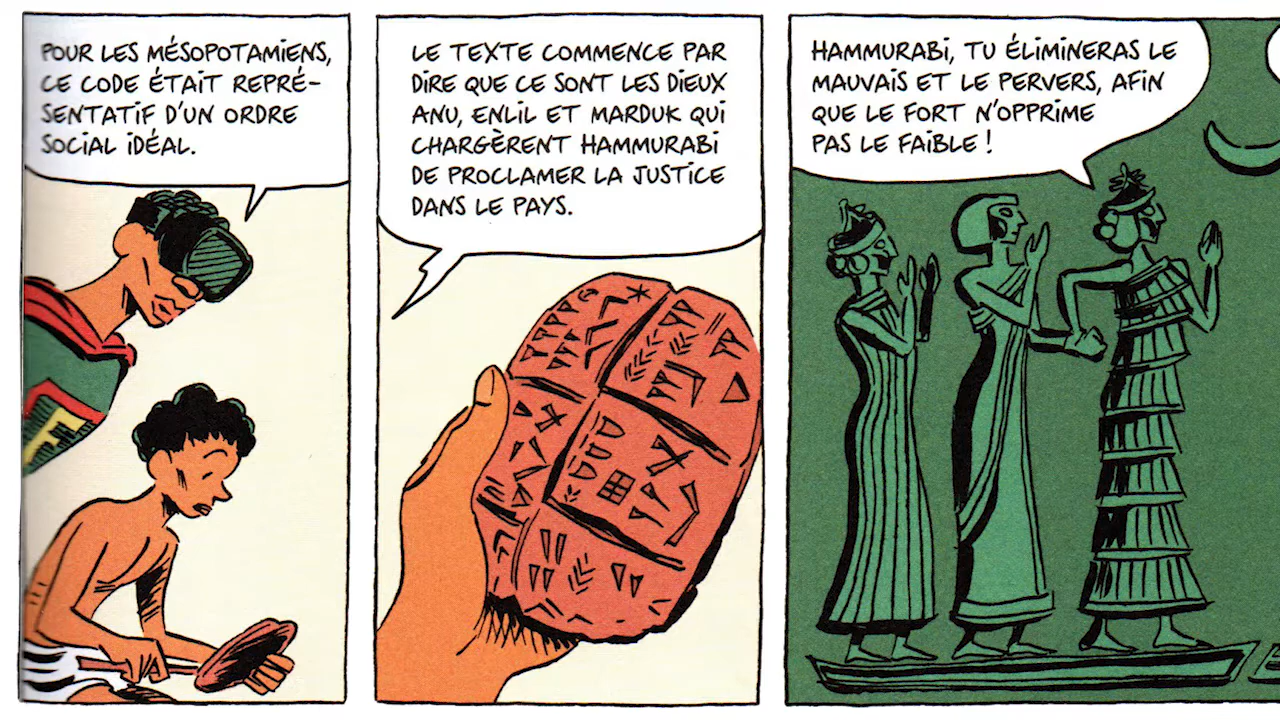 POUR LES MÉSOPOTAMIENS,
CE CODE ÉTAIT REPRÉ-
SENTATIF D'UN ORDRE
SOCIAL IDÉAL.
LE TEXTE COMMENCE PAR
DIRE QUE CE SONT LES DIEUX
ANU, ENLIL ET MARDUK QUI
CHARGÈRENT HAMMURABI
DE PROCLAMER LA JUSTICE
DANS LE PAYS.
HAMMURABI, TU ÉLIMINERAS LE
MAUVAIS ET LE PERVERS, AFIN
QUE LE FORT N'OPPRIME
PAS LE FAIBLE !
F